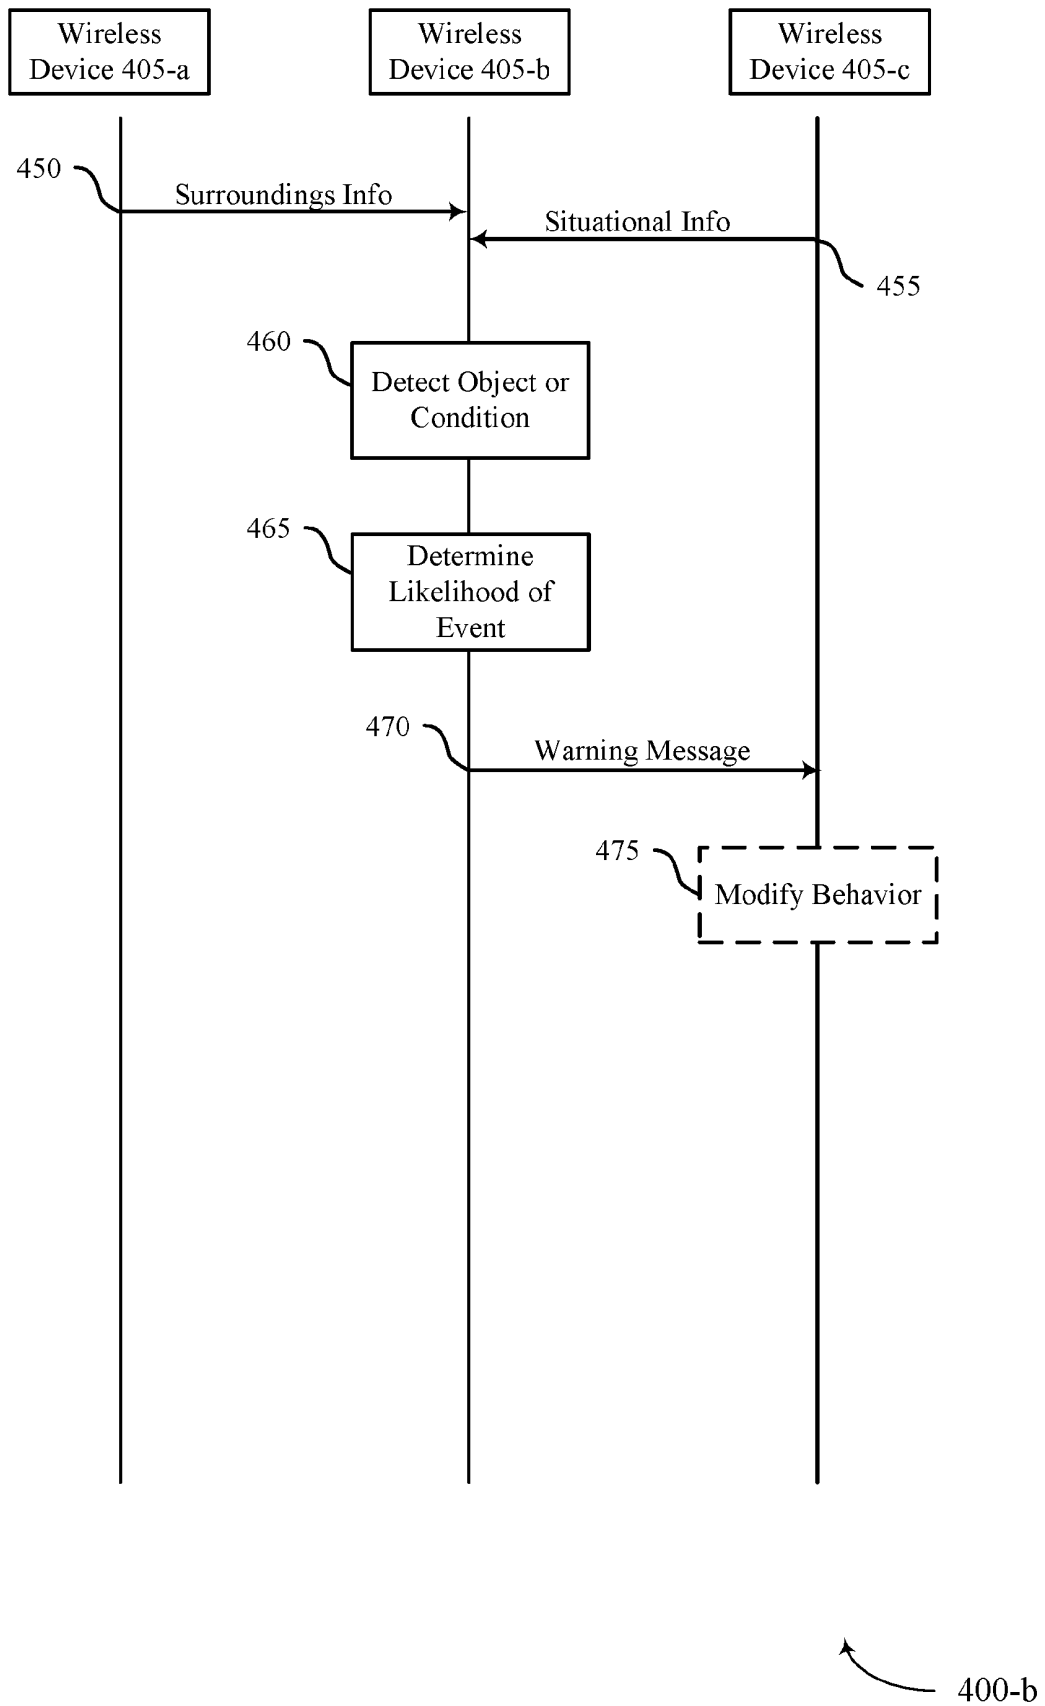 Wireless
Device 405-a
Wireless
Device 405-b
Wireless
Device 405-c
450
Surroundings Info
Situational Info
455
460
Detect Object or
Condition
465
Determine
Likelihood of
Event
470
Warning Message
475
Modify Behavior
400-b